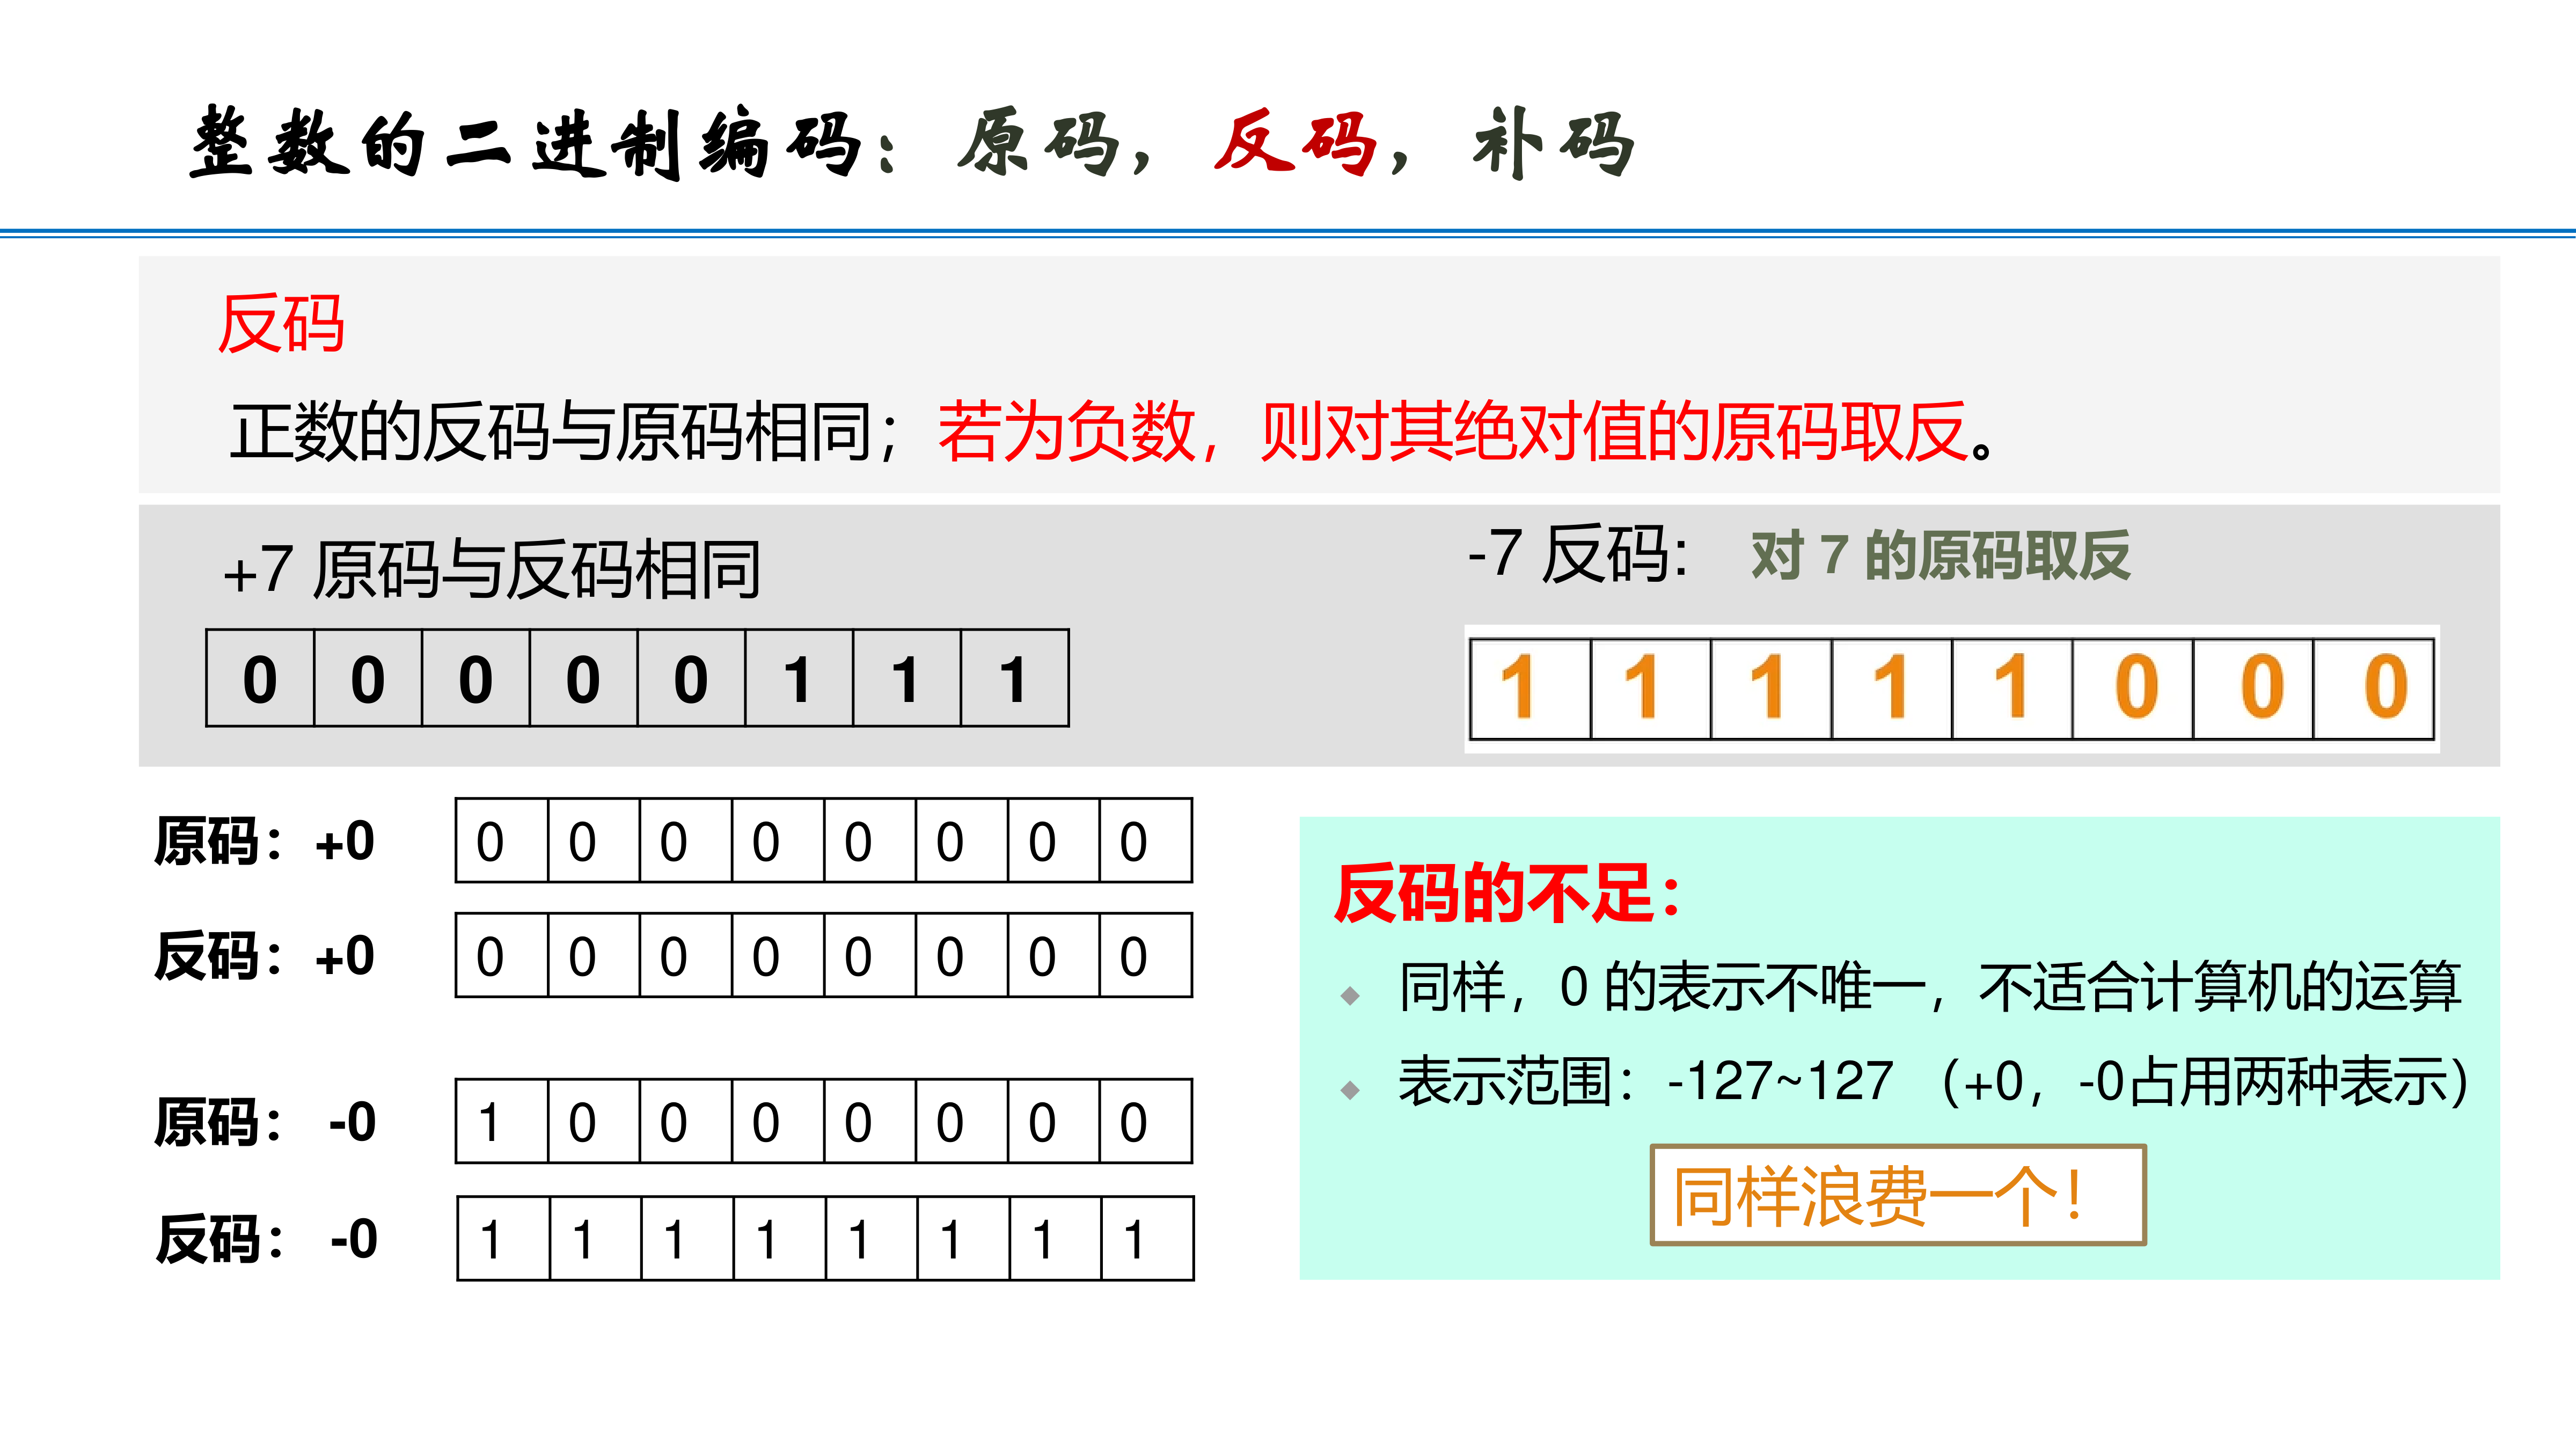 整数的二进制编码：原码，反码，补码
反码
正数的反码与原码相同；若为负数，则对其绝对值的原码取反。
+7 原码与反码相同
0 0 0 0 0 1 1 1
-7 反码：  对 7 的原码取反
1 1 1 1 1 0 0 0
原码：+0  0 0 0 0 0 0 0 0
反码：+0  0 0 0 0 0 0 0 0
原码： -0  1 0 0 0 0 0 0 0
反码： -0  1 1 1 1 1 1 1 1
反码的不足：
◆ 同样，0 的表示不唯一，不适合计算机的运算
◆ 表示范围：-127~127 （+0，-0占用两种表示）
同样浪费一个！